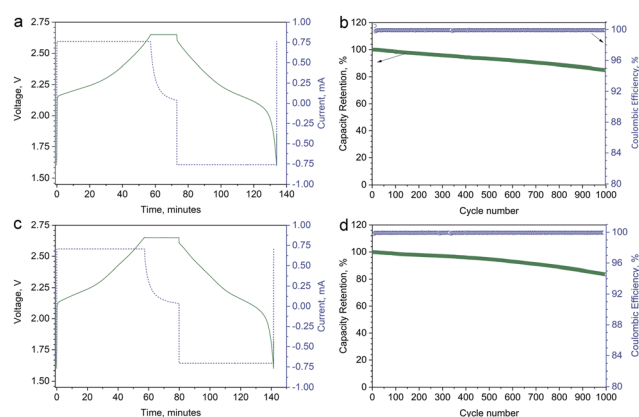 a
2.75
2.50
2.25
2.00
1.75
1.50
Voltage, V
1.00
0.75
0.50
0.25
0.00
-0.25
-0.50
-0.75
-1.00
Current, mA
0 20 40 60 80 100 120 140
Time, minutes
b
120
100
80
60
40
20
0
Capacity Retention, %
100
96
92
88
84
80
Coulombic Efficiency, %
0 100 200 300 400 500 600 700 800 900 1000
Cycle number
c
2.75
2.50
2.25
2.00
1.75
1.50
Voltage, V
1.00
0.75
0.50
0.25
0.00
-0.25
-0.50
-0.75
-1.00
Current, mA
0 20 40 60 80 100 120 140
Time, minutes
d
120
100
80
60
40
20
0
Capacity Retention, %
100
96
92
88
84
80
Coulombic Efficiency, %
0 100 200 300 400 500 600 700 800 900 1000
Cycle number